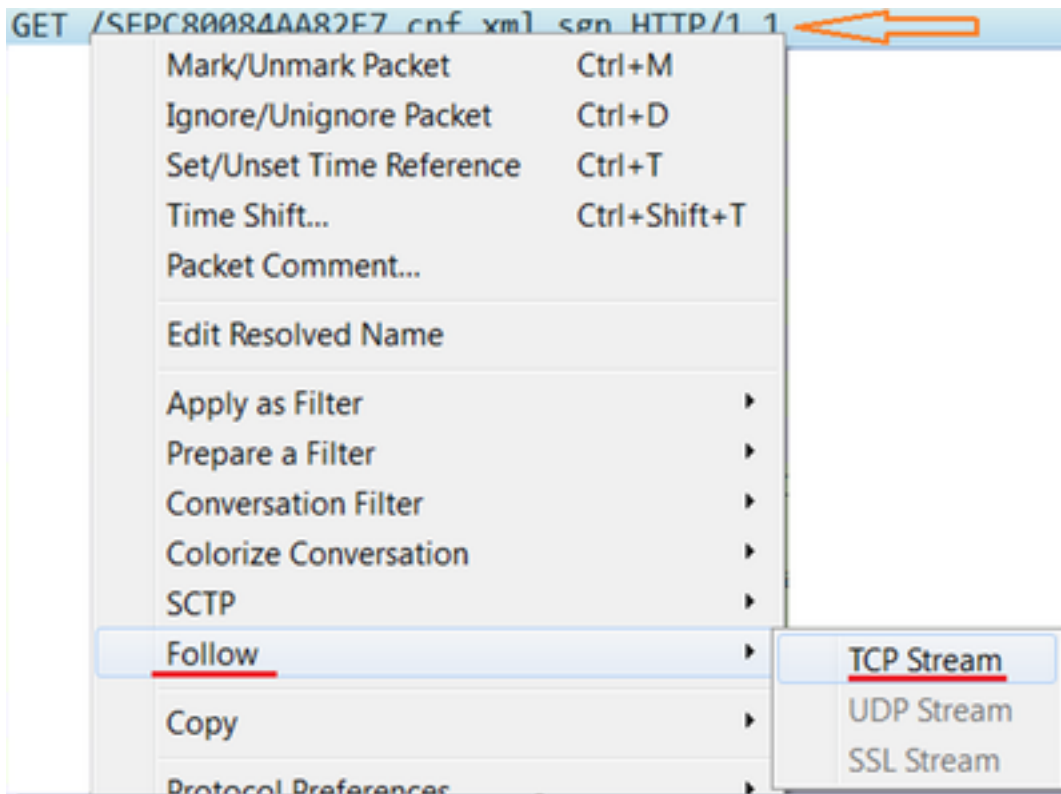 GET /SEPC80084AA82E7.cnf.xml.sgn HTTP/1.1
Mark/Unmark Packet Ctrl+M
Ignore/Unignore Packet Ctrl+D
Set/Unset Time Reference Ctrl+T
Time Shift... Ctrl+Shift+T
Packet Comment...
Edit Resolved Name
Apply as Filter
Prepare a Filter
Conversation Filter
Colorize Conversation
SCTP
Follow
TCP Stream
UDP Stream
SSL Stream
Copy
Protocol Preferences